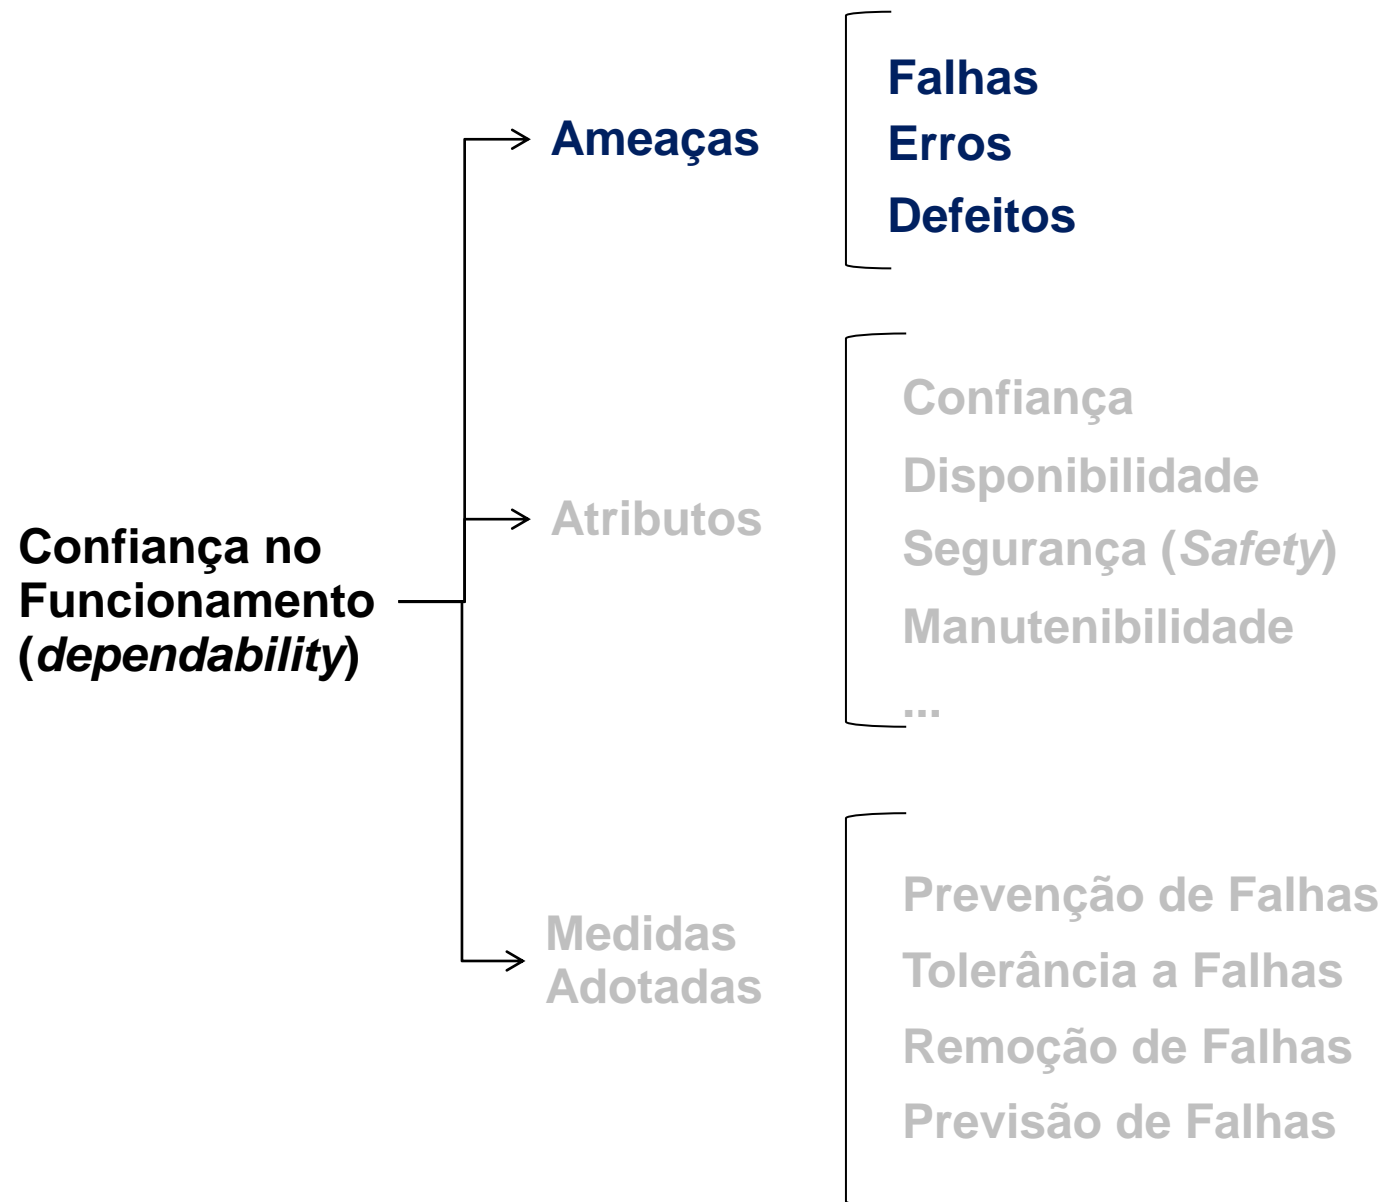 Falhas
Ameaças
Erros
Defeitos
Confiança
Disponibilidade
Atributos
Segurança (Safety)
Confiança no
Funcionamento
(dependability)
Manutenibilidade
...
Prevenção de Falhas
Medidas
Adotadas
Tolerância a Falhas
Remoção de Falhas
Previsão de Falhas